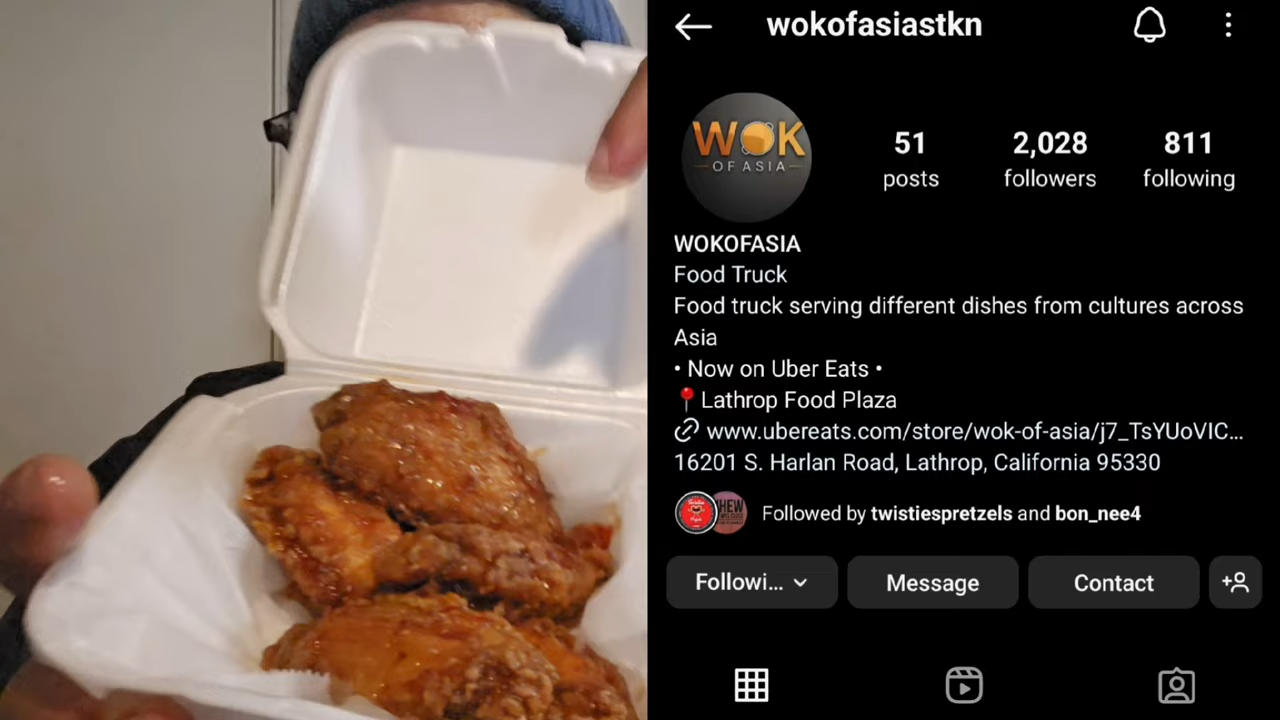 wokofasiastkn
WOK
OF ASIA
51
posts
2,028
followers
811
following
WOKOFASIA
Food Truck
Food truck serving different dishes from cultures across
Asia
• Now on Uber Eats •
📍Lathrop Food Plaza
www.ubereats.com/store/wok-of-asia/j7_TsYUoVIC...
16201 S. Harlan Road, Lathrop, California 95330
Followed by twistiespretzels and bon_nee4
Followi...
Message
Contact